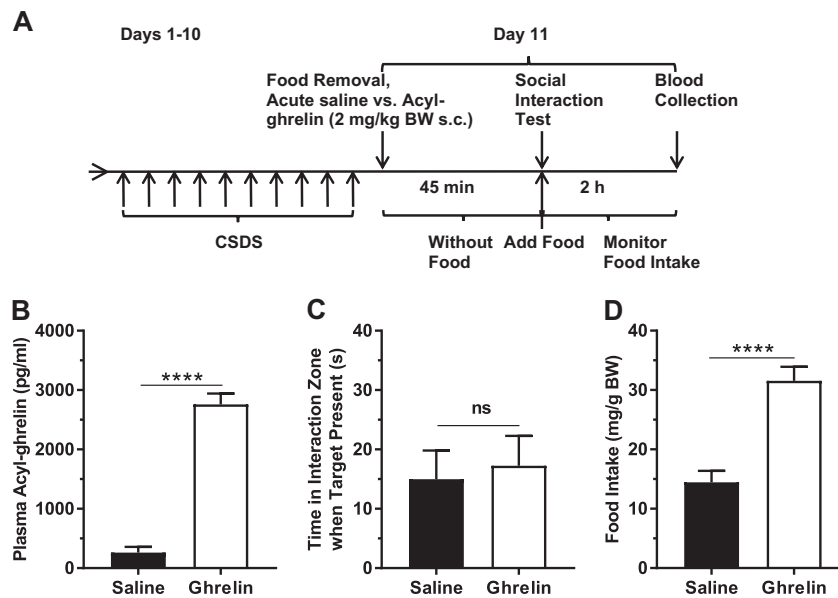 A
Days 1-10
Day 11
Food Removal,
Acute saline vs. Acyl-
ghrelin (2 mg/kg BW s.c.)
Social
Interaction
Test
Blood
Collection
45 min
2 h
CSDS
Without
Food
Add Food
Monitor
Food Intake
B
Plasma Acyl-ghrelin (pg/ml)
4000
3000
2000
1000
0
****
Saline
Ghrelin
C
Time in Interaction Zone
when Target Present (s)
40
30
20
10
0
ns
Saline
Ghrelin
D
Food Intake (mg/g BW)
40
30
20
10
0
****
Saline
Ghrelin